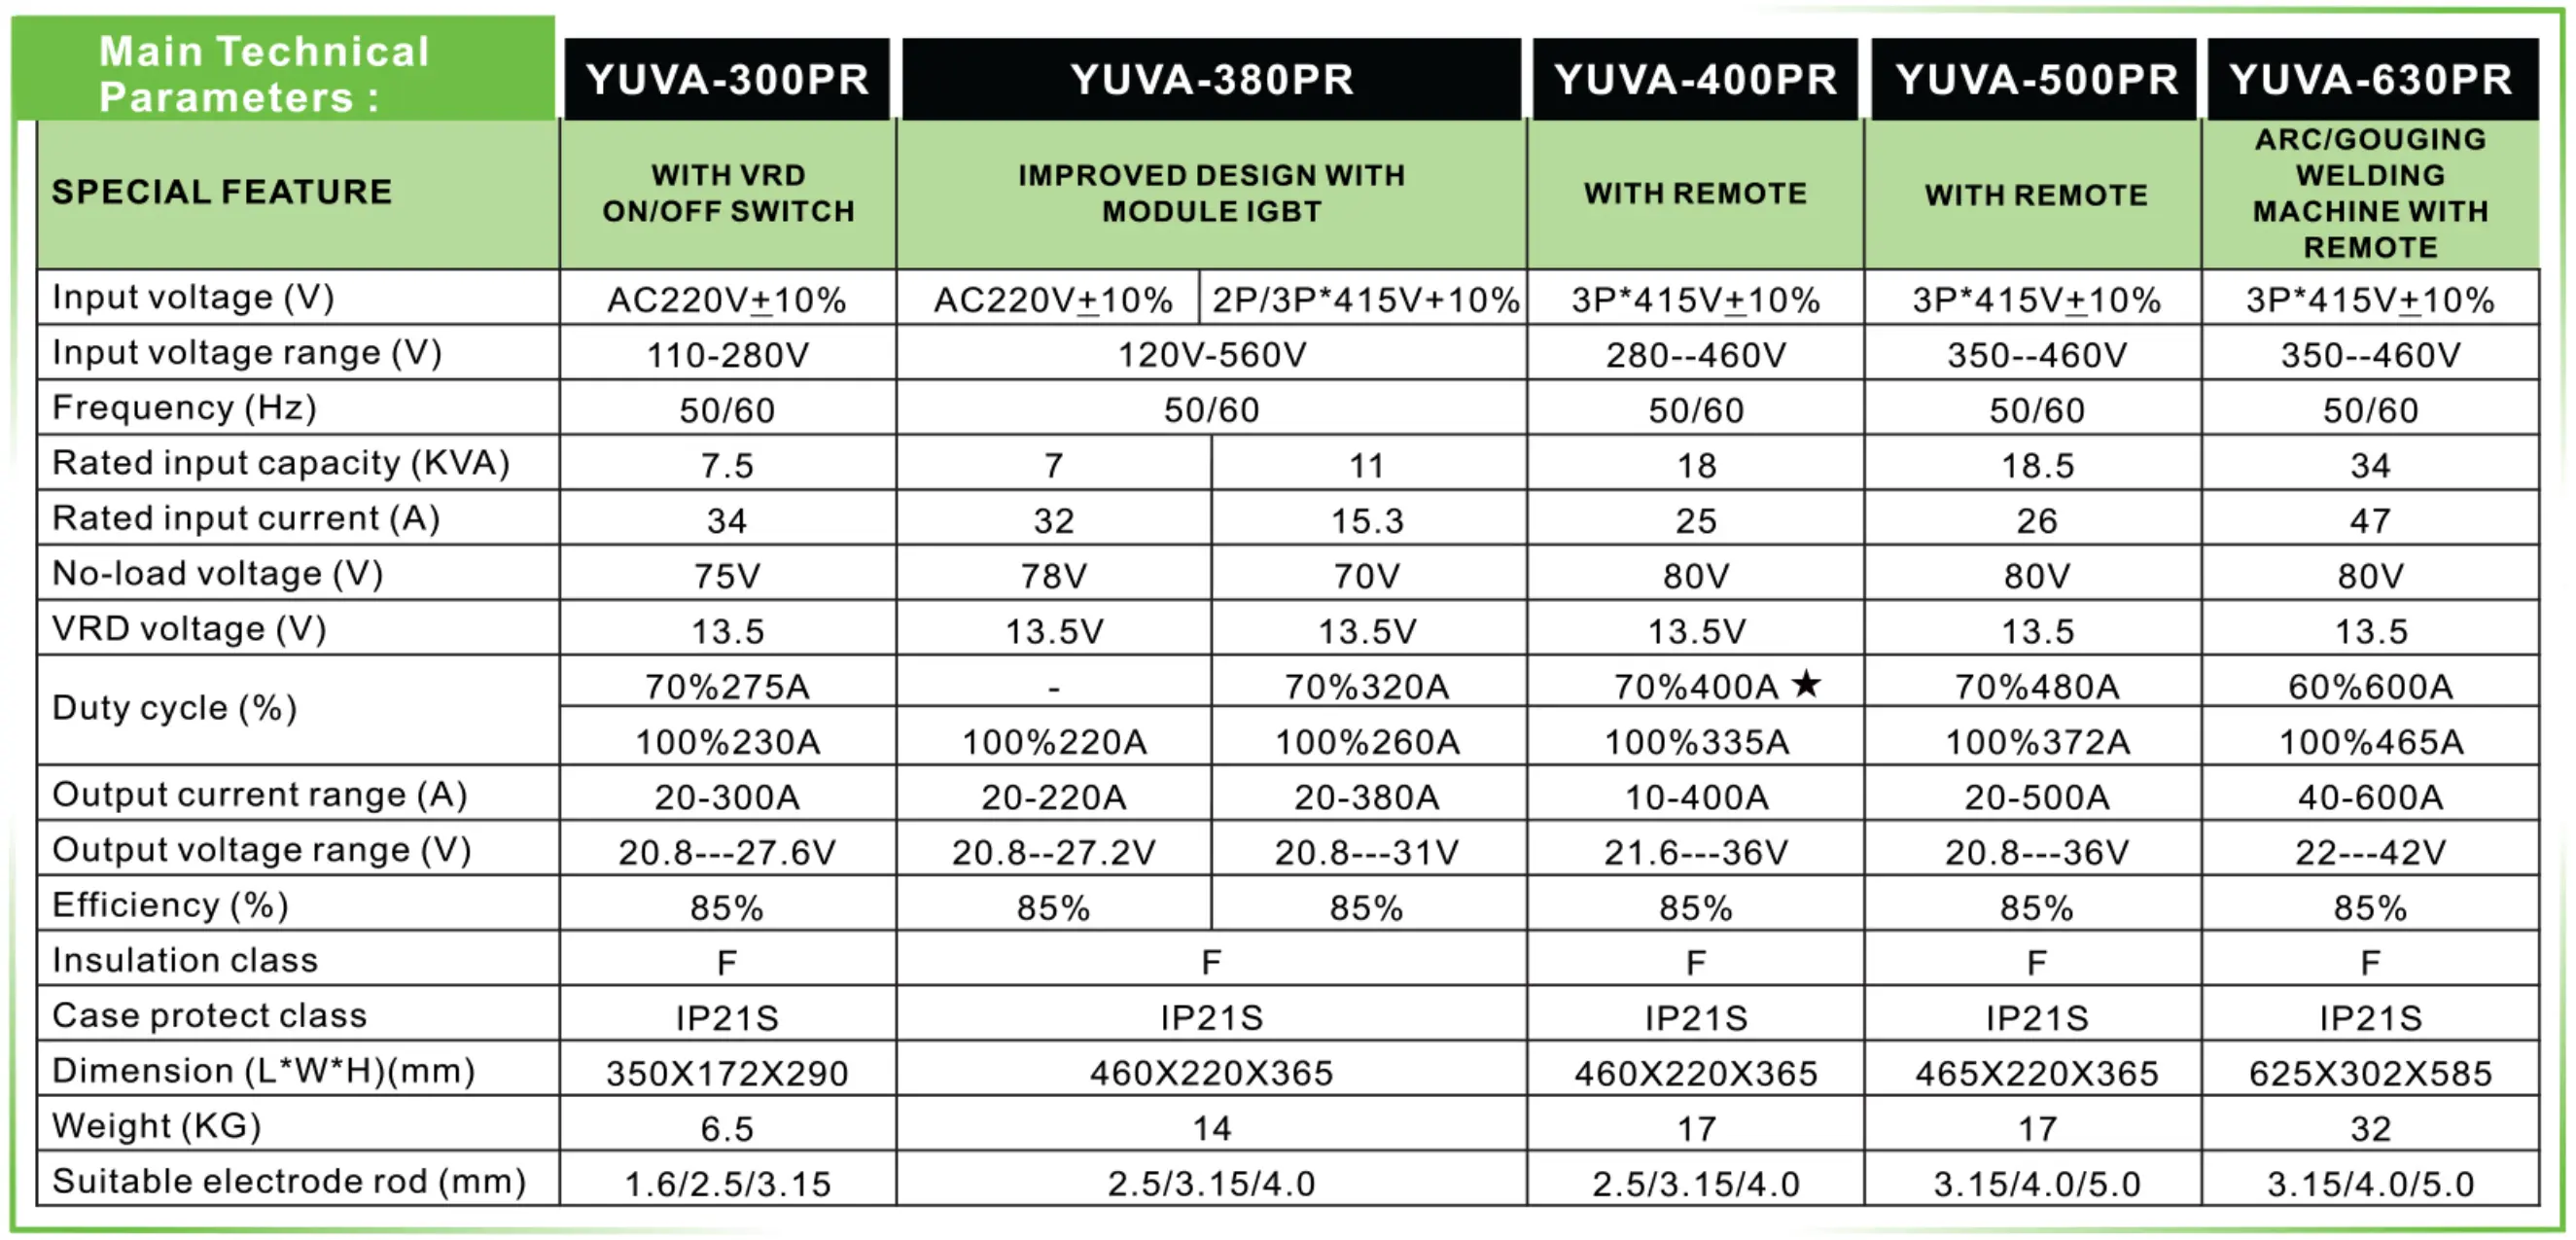 Main Technical
Parameters :
YUVA-300PR YUVA-380PR YUVA-400PR YUVA-500PR YUVA-630PR
SPECIAL FEATURE
WITH VRD
ON/OFF SWITCH
IMPROVED DESIGN WITH
MODULE IGBT
WITH REMOTE
WITH REMOTE
ARC/GOUGING
WELDING
MACHINE WITH
REMOTE
Input voltage (V) AC220V±10% AC220V±10% 2P/3P*415V+10% 3P*415V±10% 3P*415V±10% 3P*415V±10%
Input voltage range (V) 110-280V 120V-560V 280--460V 350--460V 350--460V
Frequency (Hz) 50/60 50/60 50/60 50/60 50/60
Rated input capacity (KVA) 7.5 7 11 18 18.5 34
Rated input current (A) 34 32 15.3 25 26 47
No-load voltage (V) 75V 78V 70V 80V 80V 80V
VRD voltage (V) 13.5 13.5V 13.5V 13.5V 13.5 13.5
Duty cycle (%)
70%275A - 70%320A 70%400A ★ 70%480A 60%600A
100%230A 100%220A 100%260A 100%335A 100%372A 100%465A
Output current range (A) 20-300A 20-220A 20-380A 10-400A 20-500A 40-600A
Output voltage range (V) 20.8---27.6V 20.8--27.2V 20.8---31V 21.6---36V 20.8---36V 22---42V
Efficiency (%) 85% 85% 85% 85% 85% 85%
Insulation class F F F F F
Case protect class IP21S IP21S IP21S IP21S IP21S
Dimension (L*W*H)(mm) 350X172X290 460X220X365 460X220X365 465X220X365 625X302X585
Weight (KG) 6.5 14 17 17 32
Suitable electrode rod (mm) 1.6/2.5/3.15 2.5/3.15/4.0 2.5/3.15/4.0 3.15/4.0/5.0 3.15/4.0/5.0